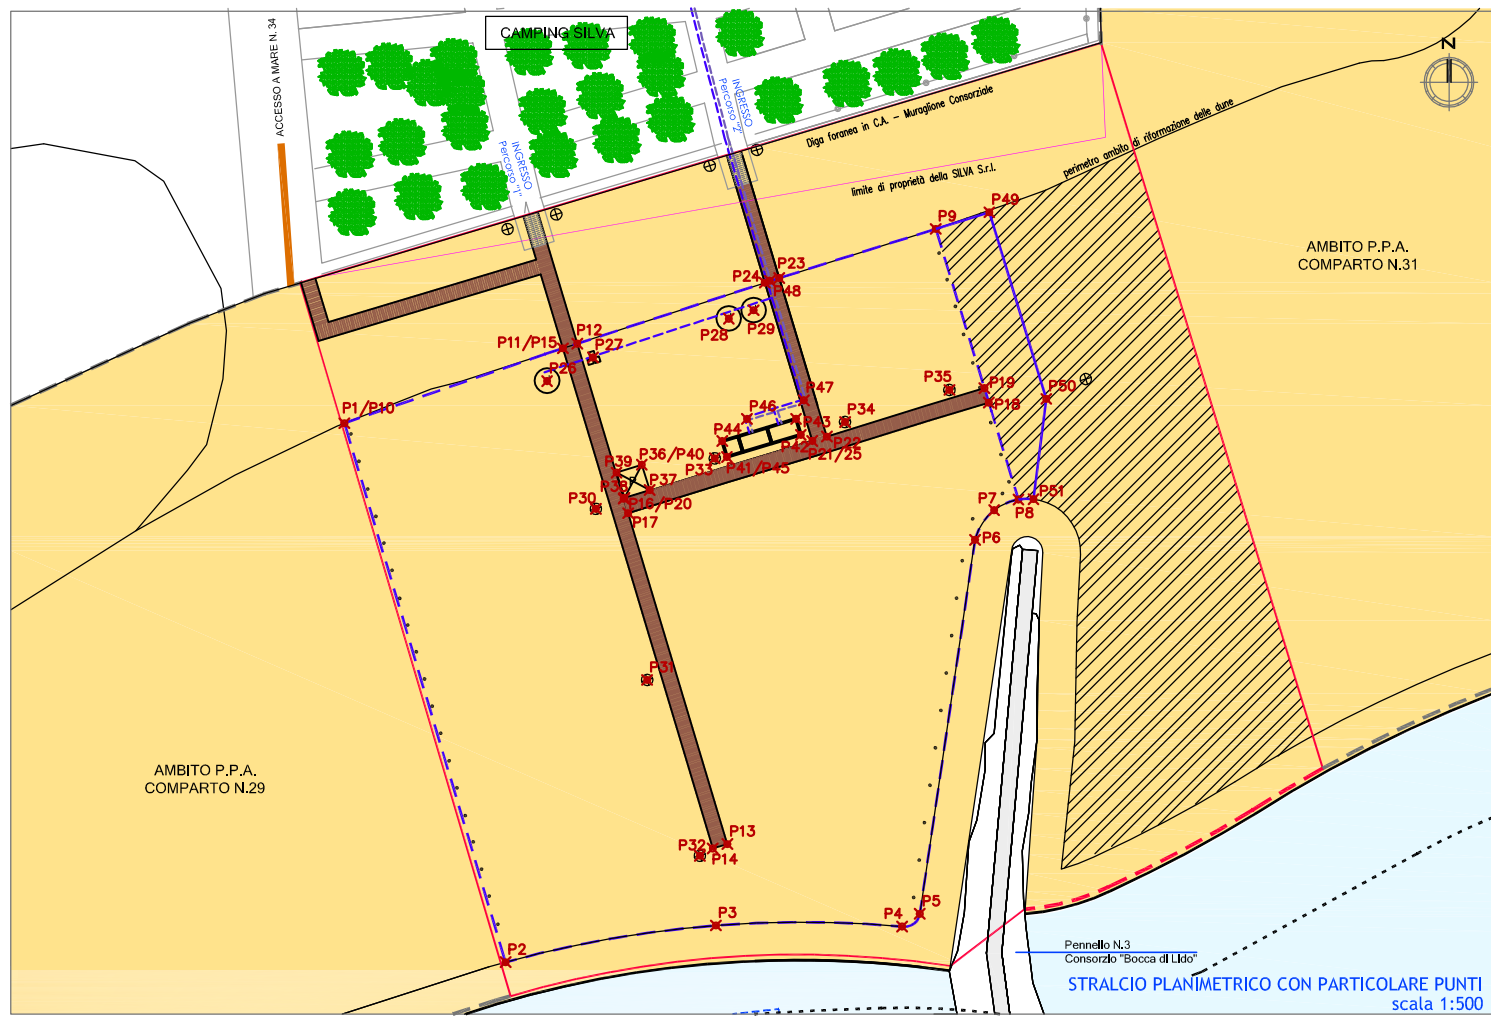 CAMPING SILVA
ACCESSO A MARE N. 34
INGRESSO
Percorso "1"
INGRESSO
Percorso "2"
Diga foranea in C.A. - Muraglione Consorziale
limite di proprietà della SILVA S.r.l.
perimetro ambito di riformazione delle dune
N
AMBITO P.P.A.
COMPARTO N.31
P49
P9
P23
P24
P48
P29
P28
P12
P11/P15
P27
P26
P1/P10
P35
P19
P50
P18
P47
P46
P34
P43
P44
P42
P22
P21/25
P33
P41/P45
P36/P40
P39
P37
P38
P16/P20
P30
P17
P7
P8
P51
P6
P31
AMBITO P.P.A.
COMPARTO N.29
P13
P32
P14
P5
P3
P4
P2
Pennello N.3
Consorzio "Bocca di Lido"
STRALCIO PLANIMETRICO CON PARTICOLARE PUNTI
scala 1:500